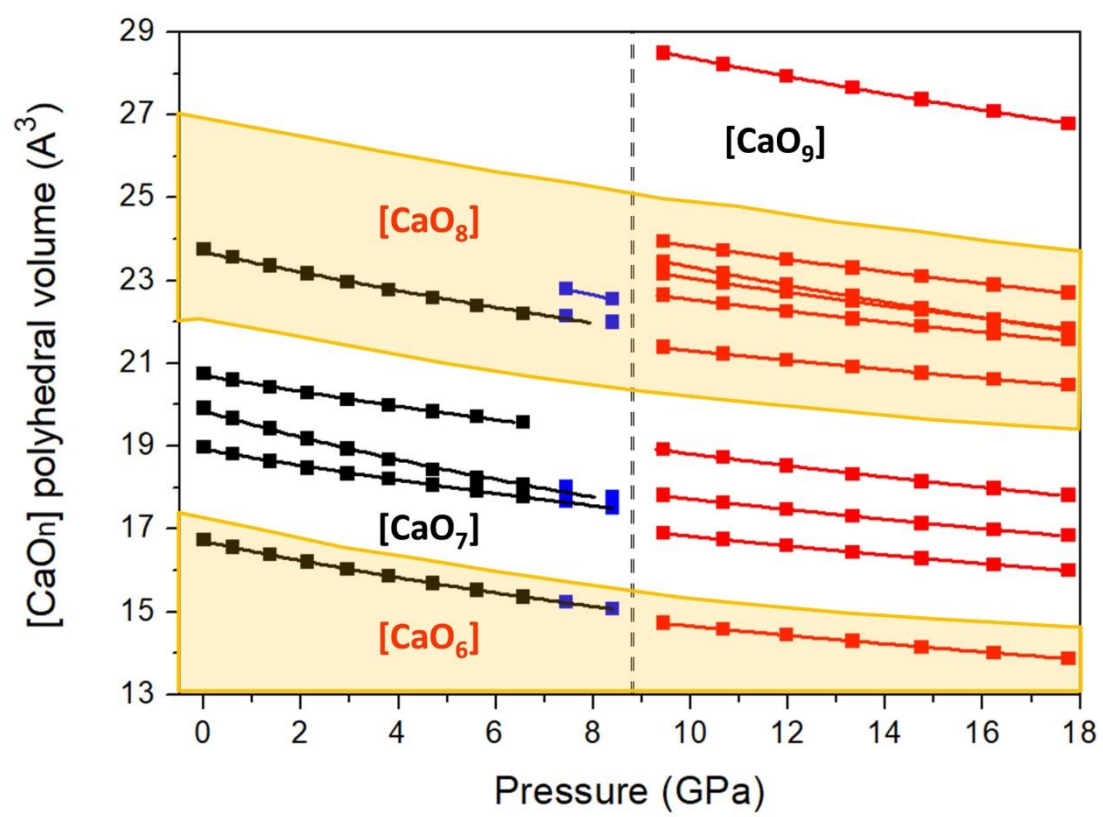 29
27
25
23
21
19
17
15
13
[CaOn] polyhedral volume (A³)
[CaO₉]
[CaO₈]
[CaO₇]
[CaO₆]
0 2 4 6 8 10 12 14 16 18
Pressure (GPa)